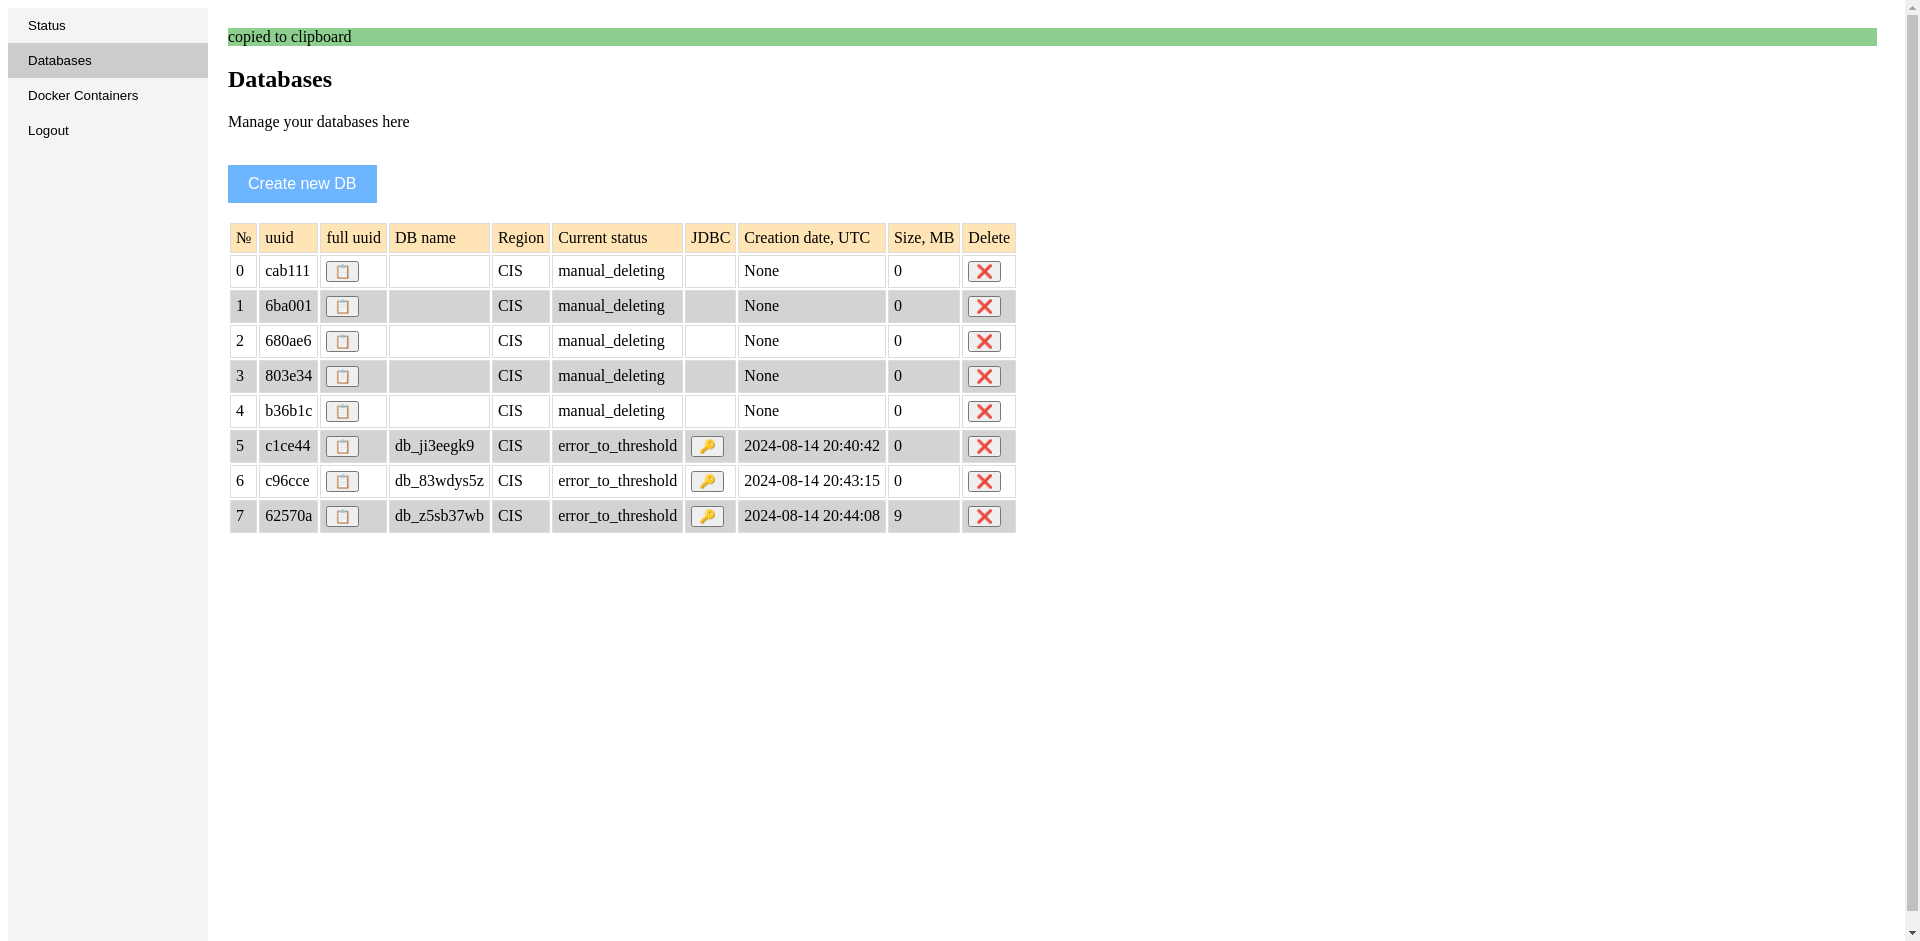 Status
Databases
Docker Containers
Logout
copied to clipboard
Databases
Manage your databases here
Create new DB
№ uuid full uuid DB name Region Current status JDBC Creation date, UTC Size, MB Delete
0 cab111 CIS manual_deleting None 0
1 6ba001 CIS manual_deleting None 0
2 680ae6 CIS manual_deleting None 0
3 803e34 CIS manual_deleting None 0
4 b36b1c CIS manual_deleting None 0
5 c1ce44 db_ji3eegk9 CIS error_to_threshold 2024-08-14 20:40:42 0
6 c96cce db_83wdys5z CIS error_to_threshold 2024-08-14 20:43:15 0
7 62570a db_z5sb37wb CIS error_to_threshold 2024-08-14 20:44:08 9